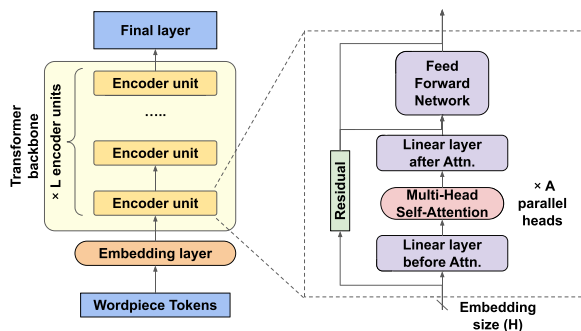 Final layer
Transformer
backbone
× L encoder units
Encoder unit
.....
Encoder unit
Encoder unit
Embedding layer
Wordpiece Tokens
Feed
Forward
Network
Linear layer
after Attn.
Residual
Multi-Head
Self-Attention
× A
parallel
heads
Linear layer
before Attn.
Embedding
size (H)